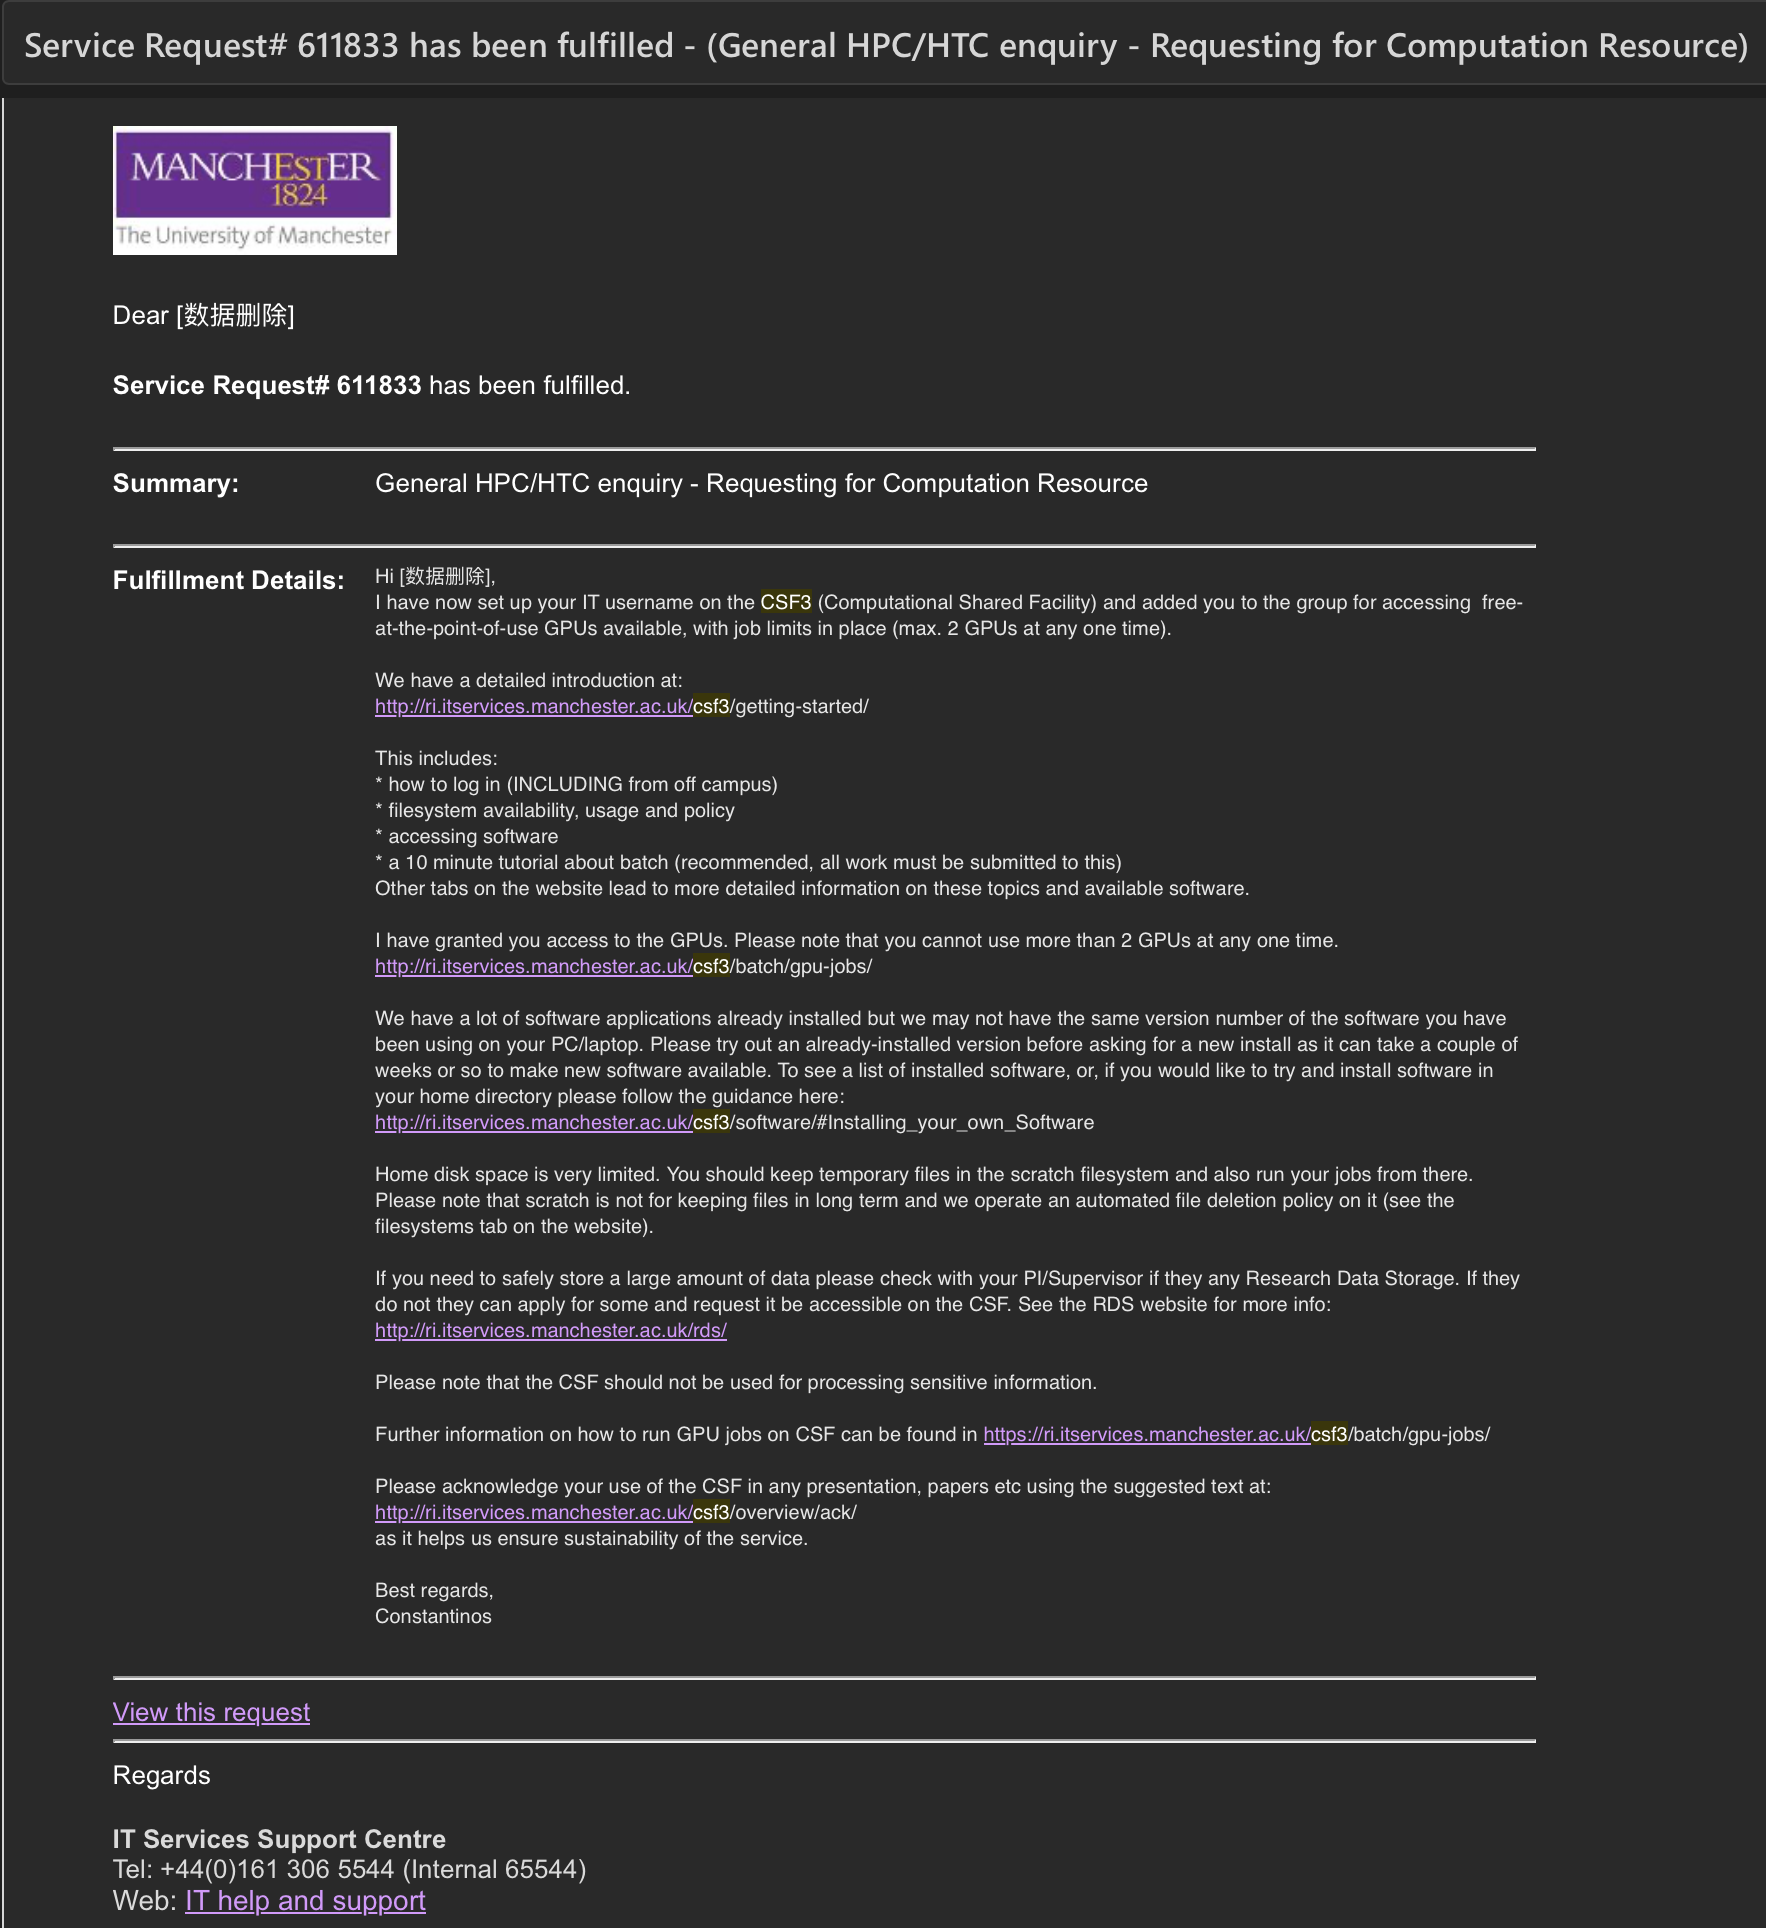 Service Request# 611833 has been fulfilled - (General HPC/HTC enquiry - Requesting for Computation Resource)
MANCHESTER
1824
The University of Manchester
Dear [数据删除]
Service Request# 611833 has been fulfilled.
Summary: General HPC/HTC enquiry - Requesting for Computation Resource
Fulfillment Details: Hi [数据删除],
I have now set up your IT username on the CSF3 (Computational Shared Facility) and added you to the group for accessing  free-
at-the-point-of-use GPUs available, with job limits in place (max. 2 GPUs at any one time).
We have a detailed introduction at:
http://ri.itservices.manchester.ac.uk/csf3/getting-started/
This includes:
* how to log in (INCLUDING from off campus)
* filesystem availability, usage and policy
* accessing software
* a 10 minute tutorial about batch (recommended, all work must be submitted to this)
Other tabs on the website lead to more detailed information on these topics and available software.
I have granted you access to the GPUs. Please note that you cannot use more than 2 GPUs at any one time.
http://ri.itservices.manchester.ac.uk/csf3/batch/gpu-jobs/
We have a lot of software applications already installed but we may not have the same version number of the software you have
been using on your PC/laptop. Please try out an already-installed version before asking for a new install as it can take a couple of
weeks or so to make new software available. To see a list of installed software, or, if you would like to try and install software in
your home directory please follow the guidance here:
http://ri.itservices.manchester.ac.uk/csf3/software/#Installing_your_own_Software
Home disk space is very limited. You should keep temporary files in the scratch filesystem and also run your jobs from there.
Please note that scratch is not for keeping files in long term and we operate an automated file deletion policy on it (see the
filesystems tab on the website).
If you need to safely store a large amount of data please check with your PI/Supervisor if they any Research Data Storage. If they
do not they can apply for some and request it be accessible on the CSF. See the RDS website for more info:
http://ri.itservices.manchester.ac.uk/rds/
Please note that the CSF should not be used for processing sensitive information.
Further information on how to run GPU jobs on CSF can be found in https://ri.itservices.manchester.ac.uk/csf3/batch/gpu-jobs/
Please acknowledge your use of the CSF in any presentation, papers etc using the suggested text at:
http://ri.itservices.manchester.ac.uk/csf3/overview/ack/
as it helps us ensure sustainability of the service.
Best regards,
Constantinos
View this request
Regards
IT Services Support Centre
Tel: +44(0)161 306 5544 (Internal 65544)
Web: IT help and support